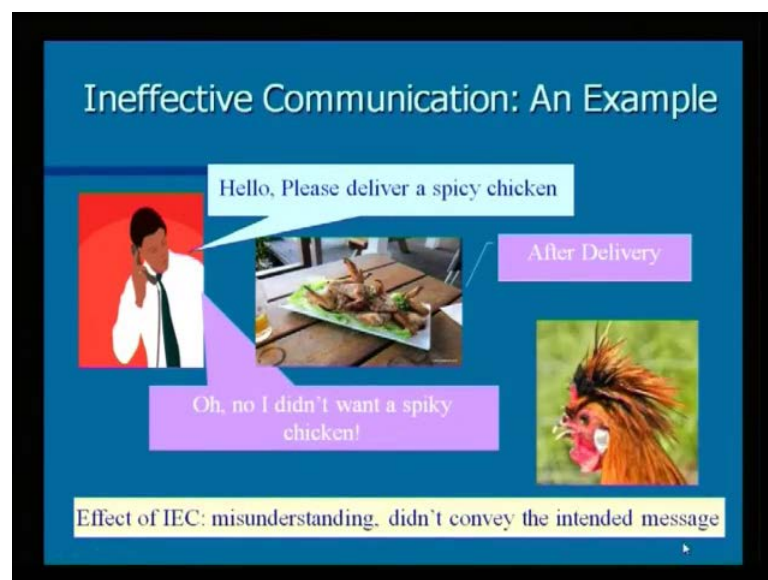 Ineffective Communication: An Example
Hello, Please deliver a spicy chicken
After Delivery
Oh, no I didn't want a spiky
chicken!
Effect of IEC: misunderstanding, didn't convey the intended message